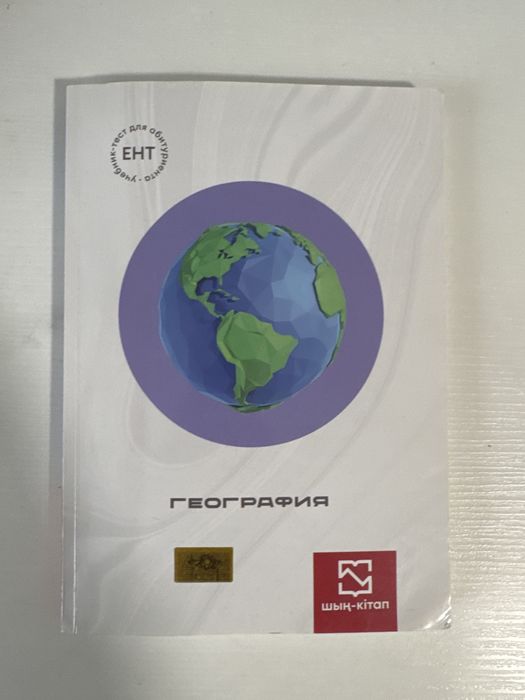 учебник-тест для абитуриента
ЕНТ
ГЕОГРАФИЯ
шың-кітап